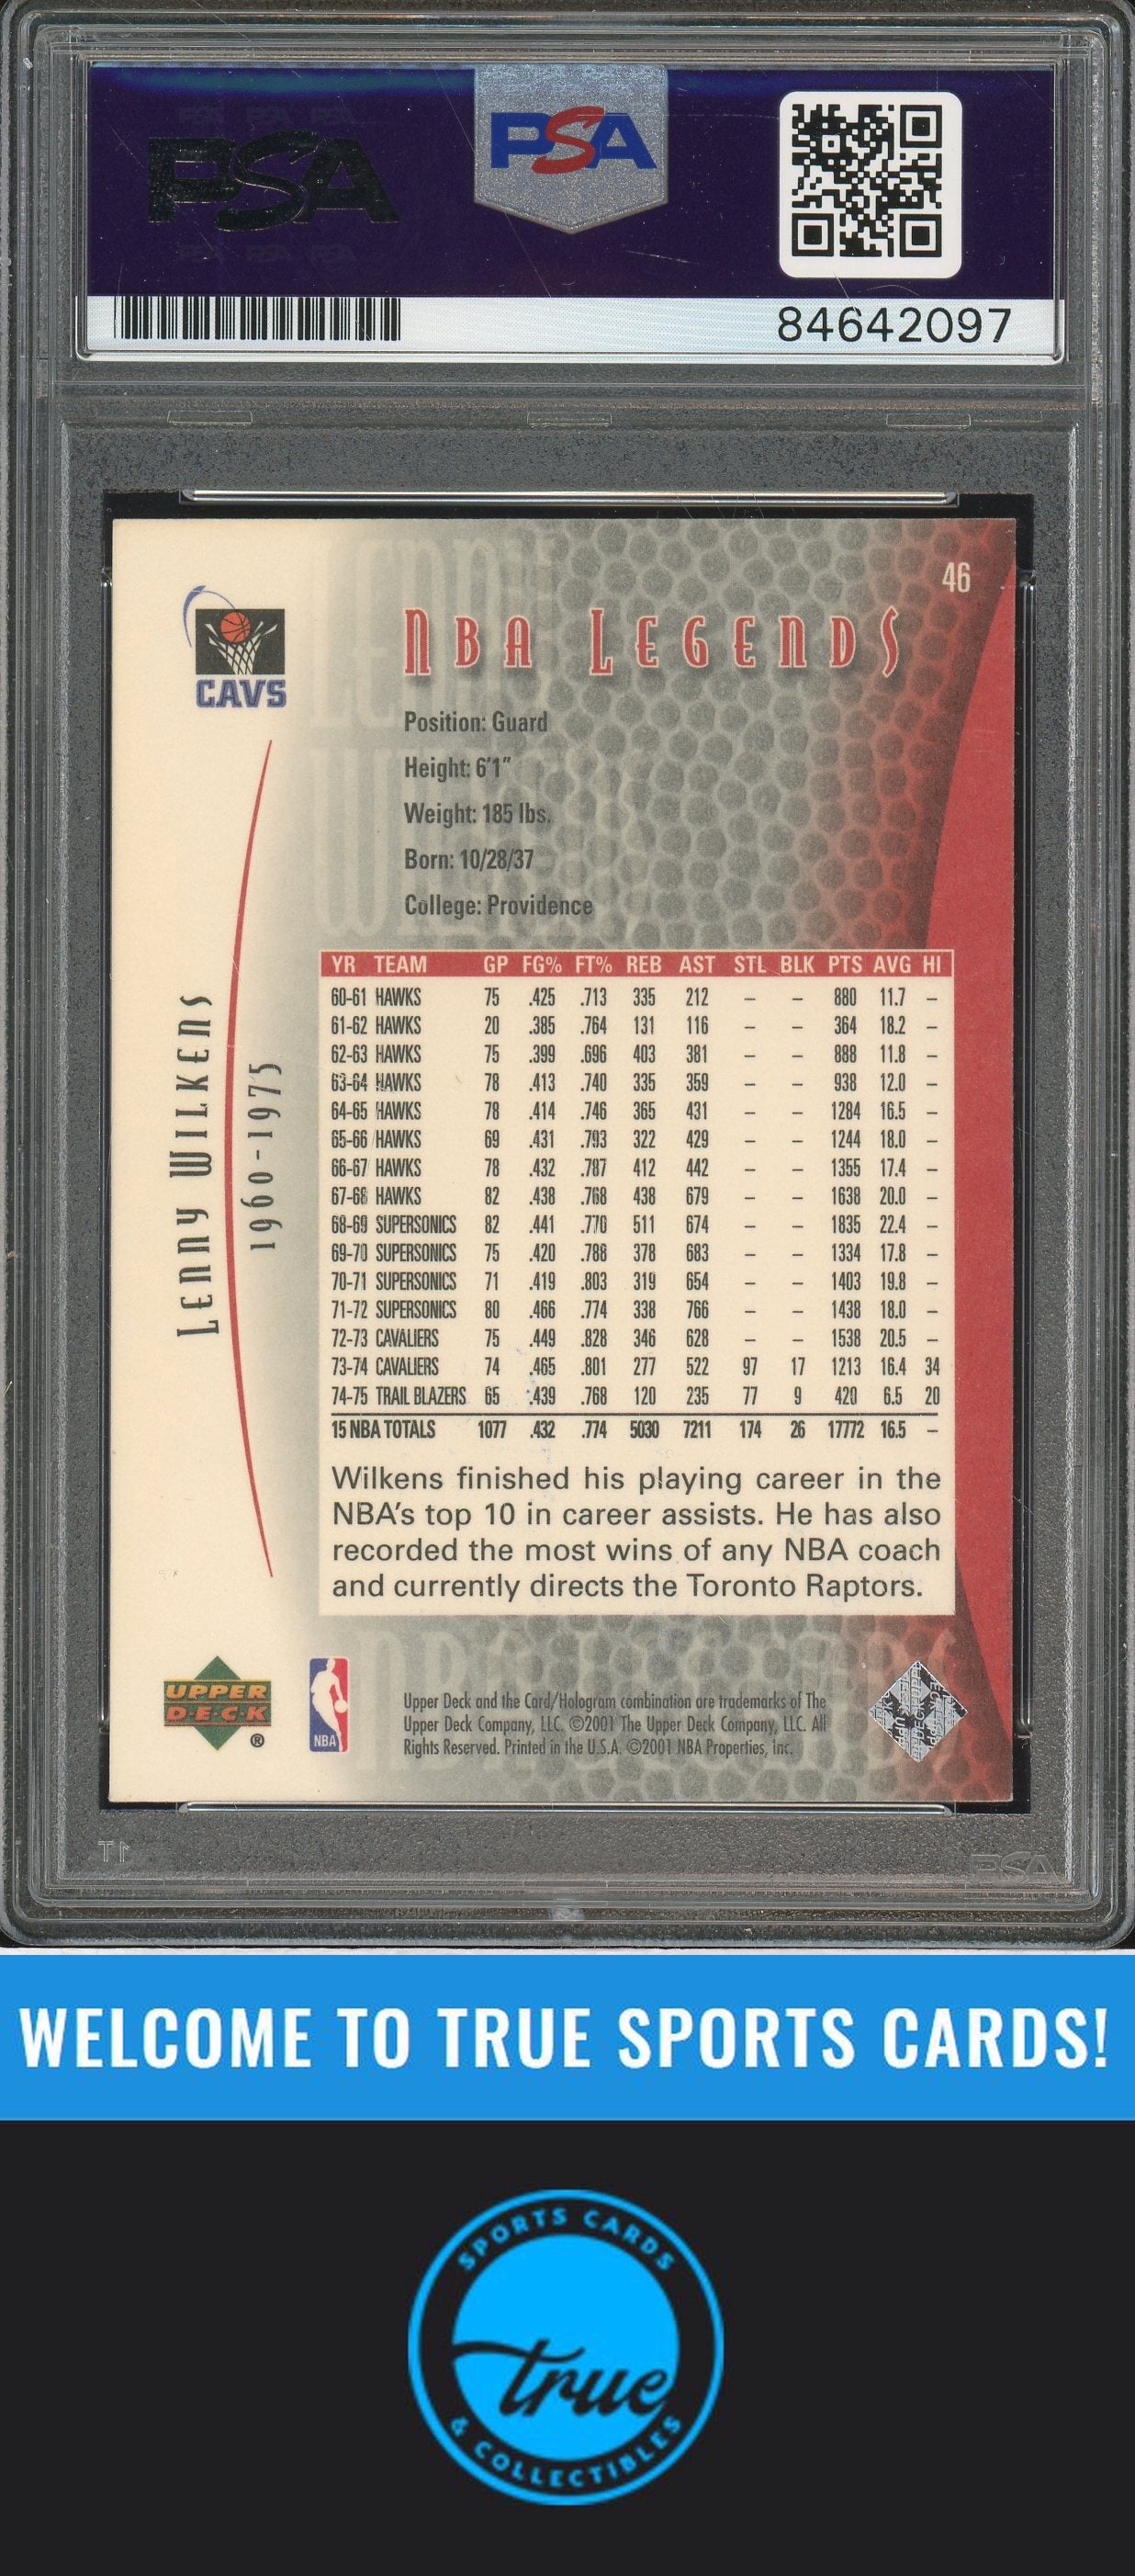 PSA
PSA
84642097
46
CAVS
NBA LEGENDS
Position: Guard
Height: 6'1"
Weight: 185 lbs.
Born: 10/28/37
College: Providence
LENNY WILKENS
1960-1975
YR TEAM GP FG% FT% REB AST STL BLK PTS AVG HI
60-61 HAWKS 75 .425 .713 335 212 – – 880 11.7 –
61-62 HAWKS 20 .385 .764 131 116 – – 364 18.2 –
62-63 HAWKS 75 .399 .696 403 381 – – 888 11.8 –
63-64 HAWKS 78 .413 .740 335 359 – – 938 12.0 –
64-65 HAWKS 78 .414 .746 365 431 – – 1284 16.5 –
65-66 HAWKS 69 .431 .793 322 429 – – 1244 18.0 –
66-67 HAWKS 78 .432 .787 412 442 – – 1355 17.4 –
67-68 HAWKS 82 .438 .768 438 679 – – 1638 20.0 –
68-69 SUPERSONICS 82 .441 .770 511 674 – – 1835 22.4 –
69-70 SUPERSONICS 75 .420 .788 378 683 – – 1334 17.8 –
70-71 SUPERSONICS 71 .419 .803 319 654 – – 1403 19.8 –
71-72 SUPERSONICS 80 .466 .774 338 766 – – 1438 18.0 –
72-73 CAVALIERS 75 .449 .828 346 628 – – 1538 20.5 –
73-74 CAVALIERS 74 .465 .801 277 522 97 17 1213 16.4 34
74-75 TRAIL BLAZERS 65 .439 .768 120 235 77 9 420 6.5 20
15 NBA TOTALS 1077 .432 .774 5030 7211 174 26 17772 16.5 –
Wilkens finished his playing career in the
NBA's top 10 in career assists. He has also
recorded the most wins of any NBA coach
and currently directs the Toronto Raptors.
UPPER
DECK
®
NBA
Upper Deck and the Card/Hologram combination are trademarks of The
Upper Deck Company, LLC. ©2001 The Upper Deck Company, LLC. All
Rights Reserved. Printed in the U.S.A. ©2001 NBA Properties, Inc.
PSA
WELCOME TO TRUE SPORTS CARDS!
SPORTS CARDS
true
& COLLECTIBLES